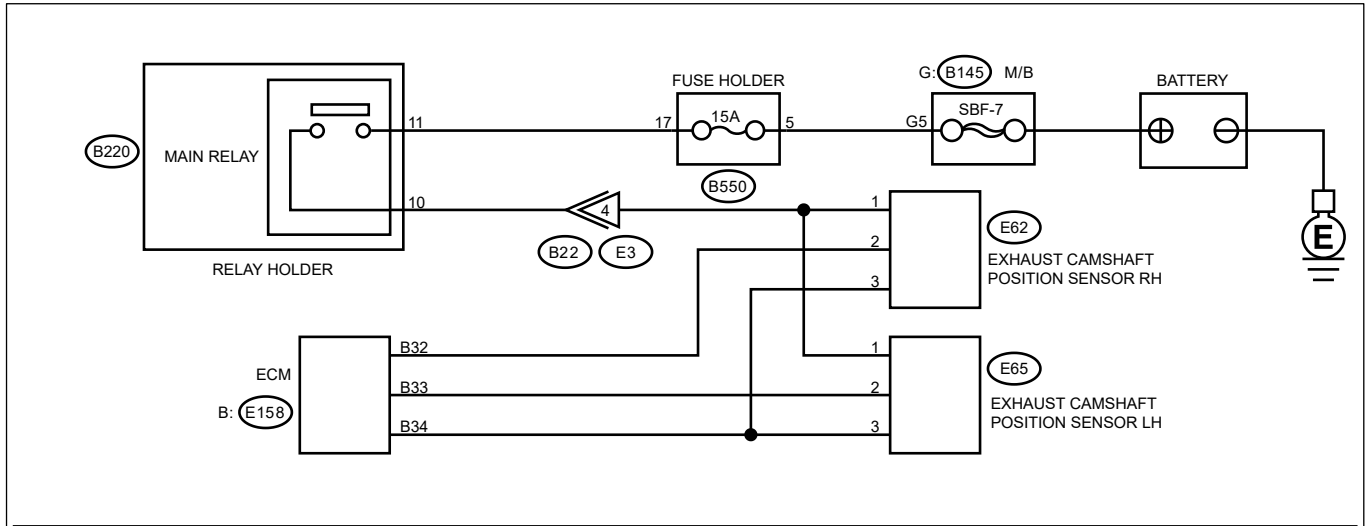 G: B145 M/B
FUSE HOLDER
BATTERY
15A
SBF-7
11
17
5
G5
B220
MAIN RELAY
B550
10
4
1
B22
E3
2
E62
RELAY HOLDER
EXHAUST CAMSHAFT
POSITION SENSOR RH
3
E
B32
1
ECM
E65
B33
2
B: E158
EXHAUST CAMSHAFT
POSITION SENSOR LH
B34
3